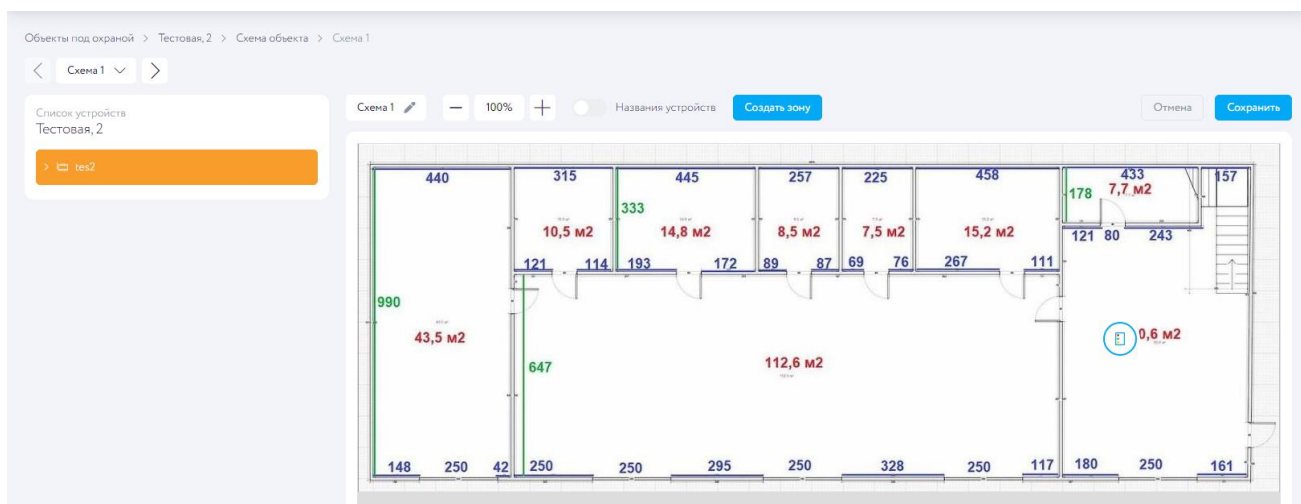 Объекты под охраной > Тестовая, 2 > Схема объекта > Схема 1
Схема 1
Список устройств
Тестовая, 2
tes2
Схема 1 — 100% + Названия устройств Создать зону Отмена Сохранить
440 315 445 257 225 458 433 157
178 7,7 м2
333
10,5 м2 14,8 м2 8,5 м2 7,5 м2 15,2 м2
121 80 243
121 114 193 172 89 87 69 76 267 111
990
43,5 м2 0,6 м2
647 112,6 м2
148 250 42 250 250 295 250 328 250 117 180 250 161